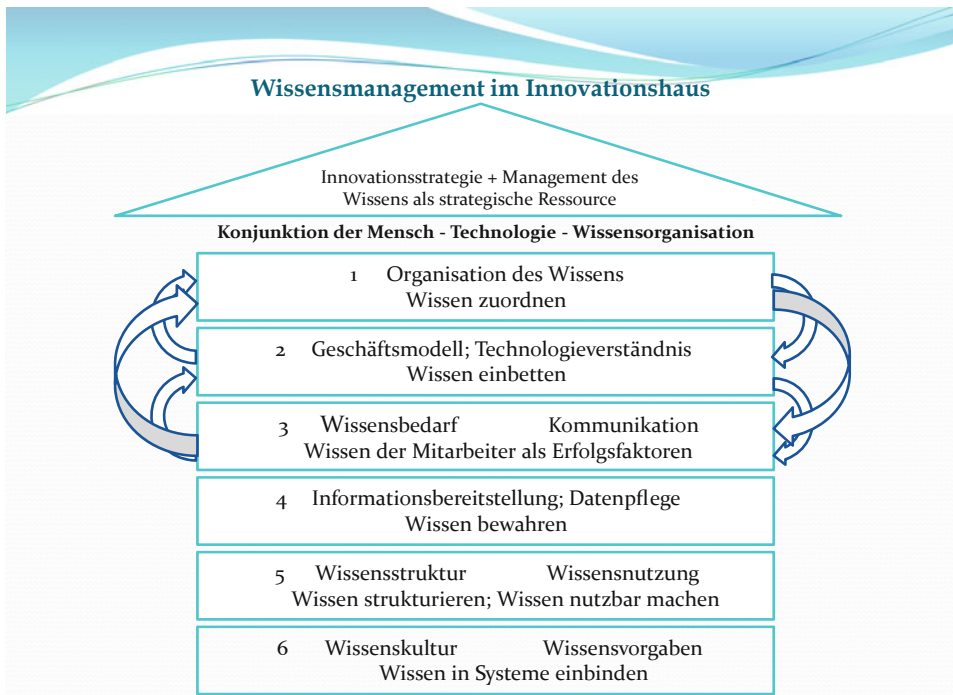 Wissensmanagement im Innovationshaus
Innovationsstrategie + Management des
Wissens als strategische Ressource
Konjunktion der Mensch - Technologie - Wissensorganisation
1 Organisation des Wissens
Wissen zuordnen
2 Geschäftsmodell; Technologieverständnis
Wissen einbetten
3 Wissensbedarf Kommunikation
Wissen der Mitarbeiter als Erfolgsfaktoren
4 Informationsbereitstellung; Datenpflege
Wissen bewahren
5 Wissensstruktur Wissensnutzung
Wissen strukturieren; Wissen nutzbar machen
6 Wissenskultur Wissensvorgaben
Wissen in Systeme einbinden